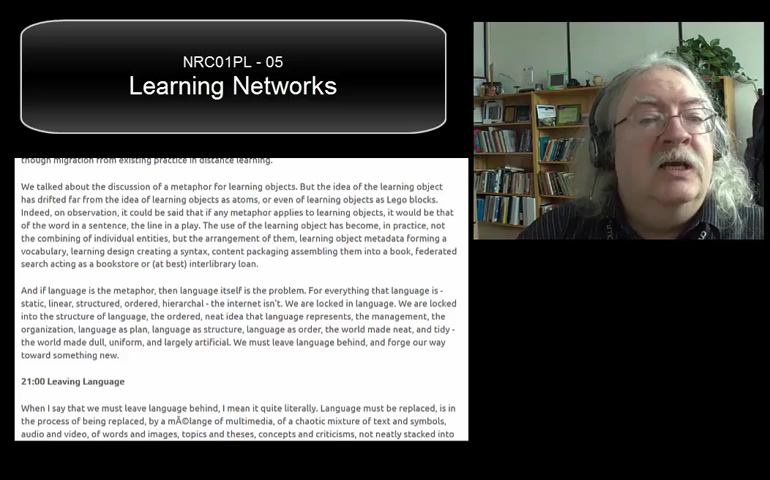 NRC01PL - 05
Learning Networks
though migration from existing practice in distance learning.
We talked about the discussion of a metaphor for learning objects. But the idea of the learning object
has drifted far from the idea of learning objects as atoms, or even of learning objects as Lego blocks.
Indeed, on observation, it could be said that if any metaphor applies to learning objects, it would be that
of the word in a sentence, the line in a play. The use of the learning object has become, in practice, not
the combining of individual entities, but the arrangement of them, learning object metadata forming a
vocabulary, learning design creating a syntax, content packaging assembling them into a book, federated
search acting as a bookstore or (at best) interlibrary loan.
And if language is the metaphor, then language itself is the problem. For everything that language is -
static, linear, structured, ordered, hierarchal - the internet isn't. We are locked in language. We are locked
into the structure of language, the ordered, neat idea that language represents, the management, the
organization, language as plan, language as structure, language as order, the world made neat, and tidy -
the world made dull, uniform, and largely artificial. We must leave language behind, and forge our way
toward something new.
21:00 Leaving Language
When I say that we must leave language behind, I mean it quite literally. Language must be replaced, is in
the process of being replaced, by a mÃ©lange of multimedia, of a chaotic mixture of text and symbols,
audio and video, of words and images, topics and theses, concepts and criticisms, not neatly stacked into